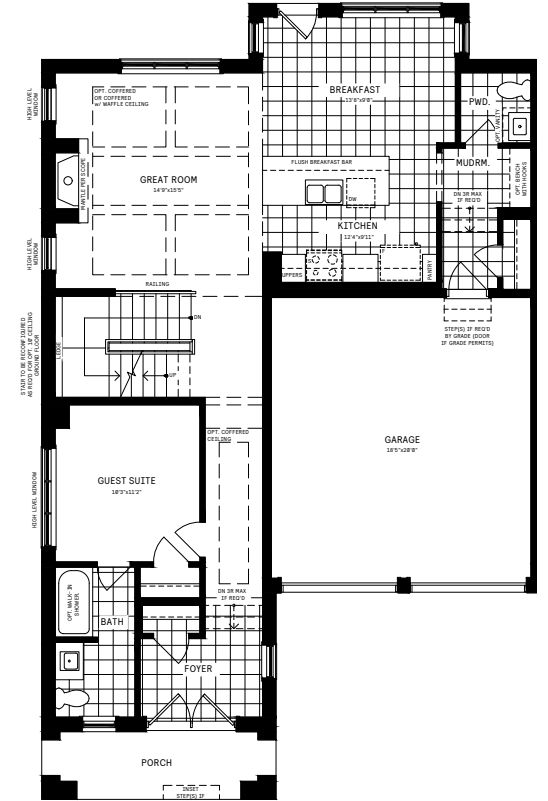 BREAKFAST
13'8"x9'8"
OPT. COFFERED
OR COFFERED
w/ WAFFLE CEILING
HIGH LEVEL
WINDOW
PWD.
OPT. VANITY
MUDRM.
OPT. BENCH
WITH HOOKS
FLUSH BREAKFAST BAR
MANTLE PER SCOPE
GREAT ROOM
14'9"x15'5"
DW
DN 3R MAX
IF REQ'D
KITCHEN
12'4"x9'11"
HIGH LEVEL
WINDOW
UPPERS
PANTRY
RAILING
STEP(S) IF REQ'D
BY GRADE (DOOR
IF GRADE PERMITS)
STAIR TO BE RECONFIGURED
AS REQ'D FOR OPT. 10' CEILING
GROUND FLOOR
LEDGE
DN
UP
OPT. COFFERED
CEILING
GARAGE
18'5"x20'0"
GUEST SUITE
10'3"x11'2"
HIGH LEVEL WINDOW
OPT. WALK-IN
SHOWER
BATH
DN 3R MAX
IF REQ'D
FOYER
PORCH
INSET
STEP(S) IF